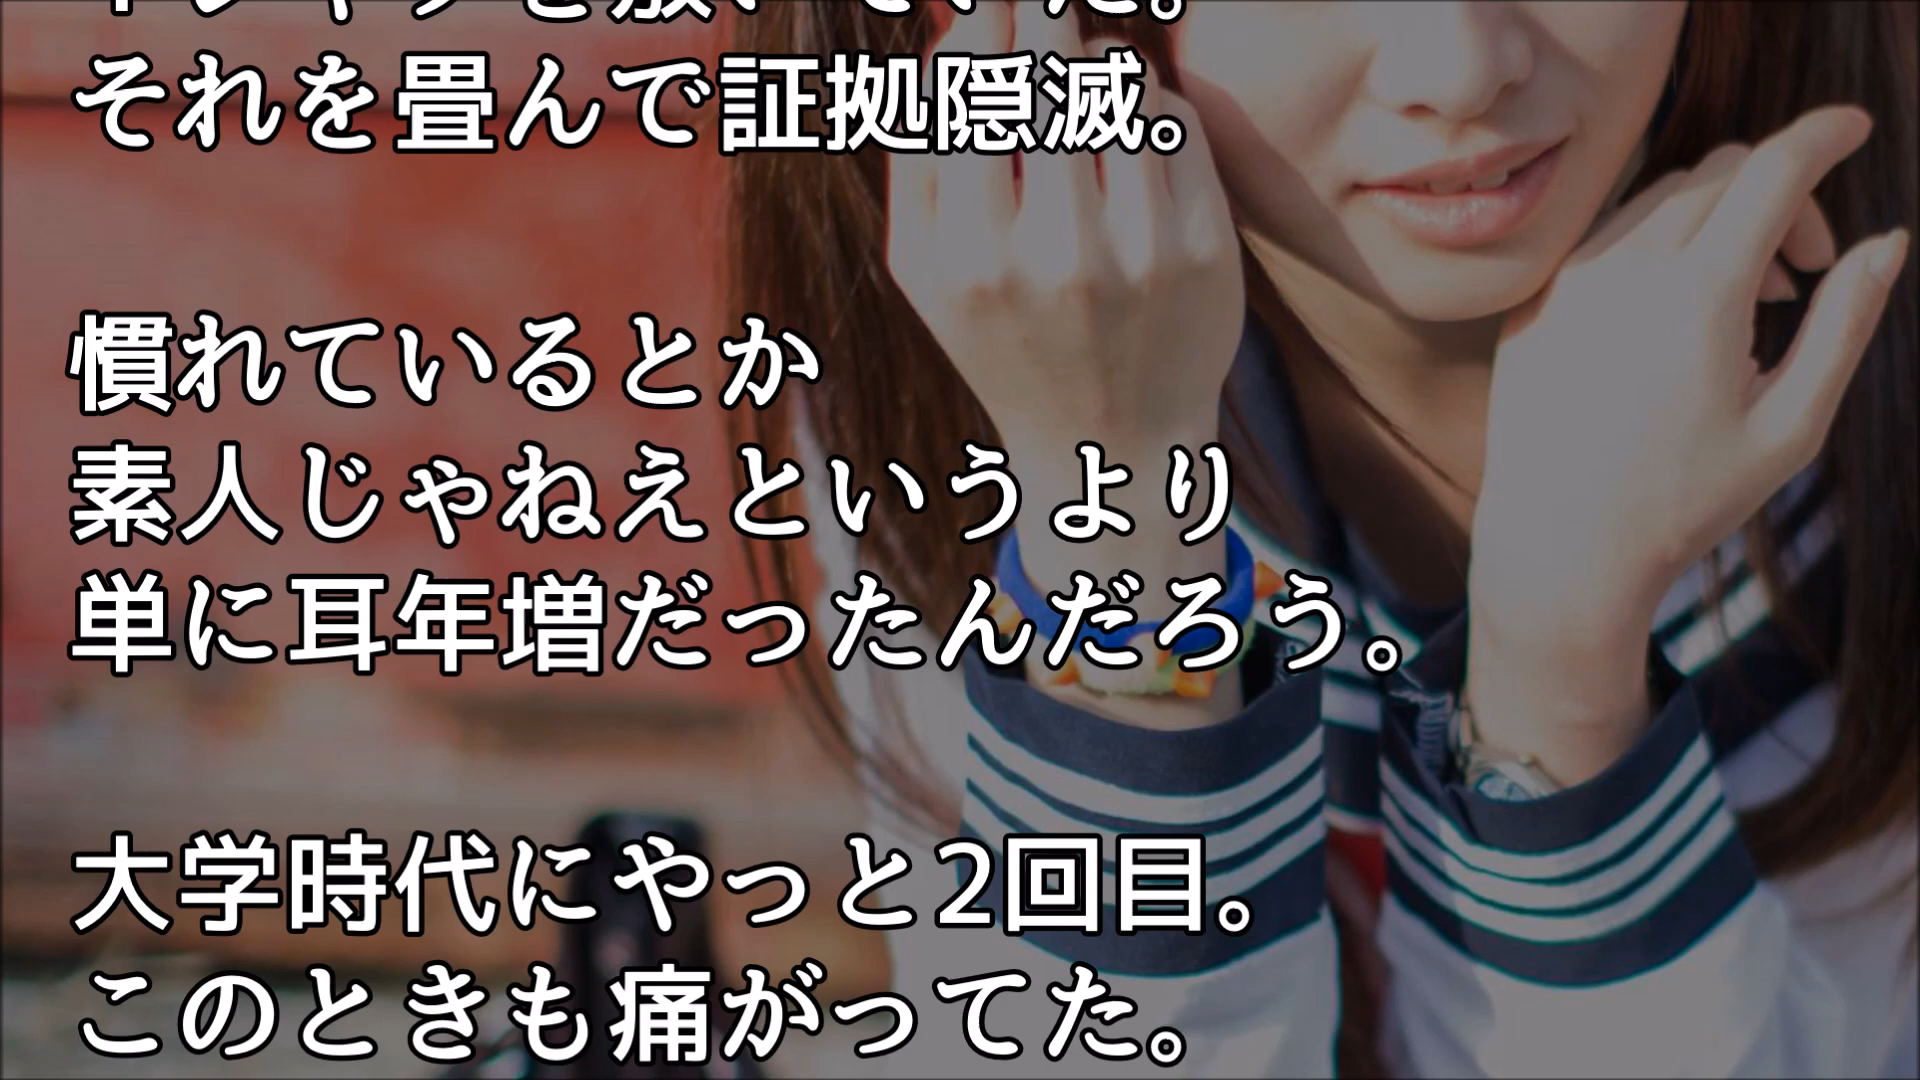 それを畳んで証拠隠滅。
慣れているとか
素人じゃねえというより
単に耳年増だったんだろう。
大学時代にやっと2回目。
このときも痛がってた。